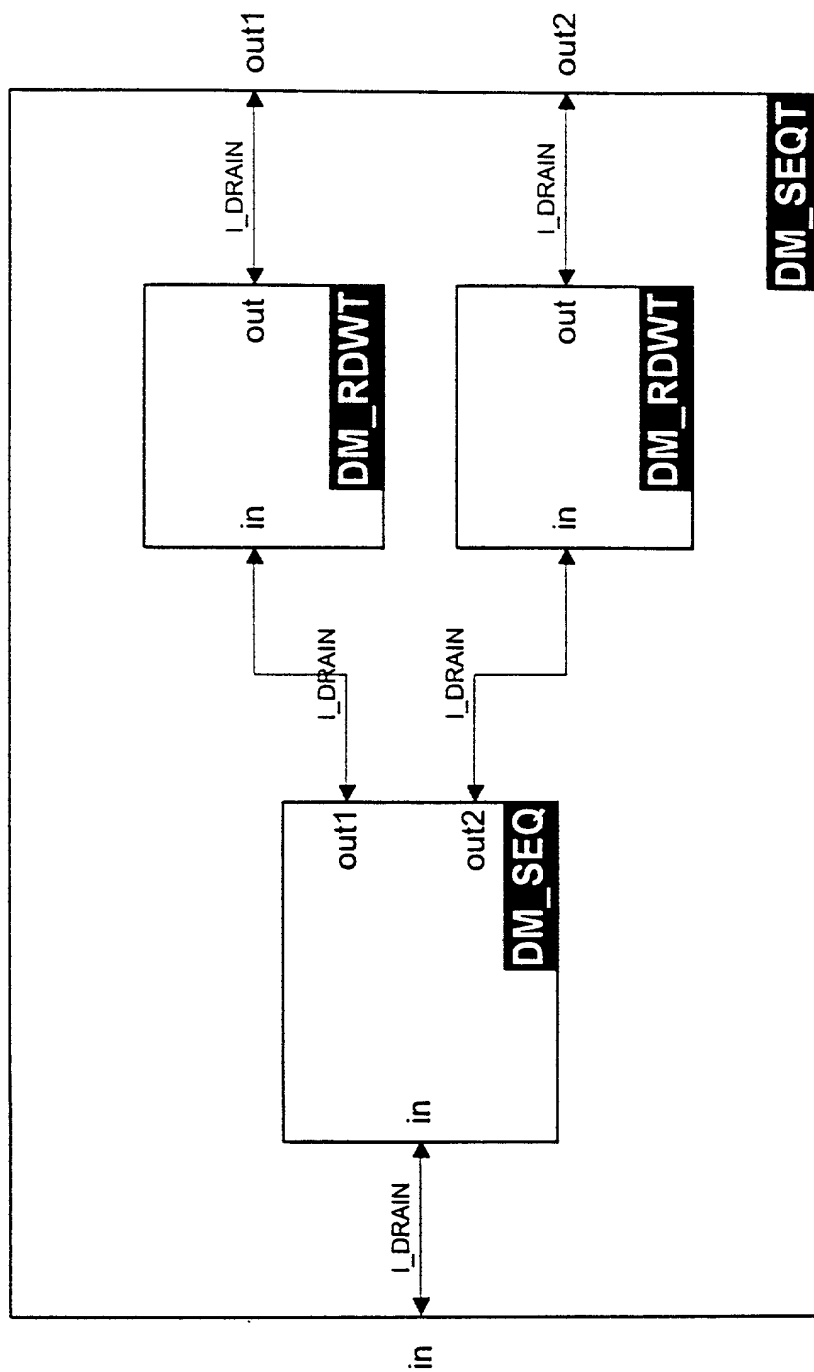 I_DRAIN
in
out
out1
I_DRAIN
out1
DM_RDWT
I_DRAIN
in
in
I_DRAIN
out2
DM_SEQ
I_DRAIN
in
out
out2
DM_RDWT
DM_SEQT